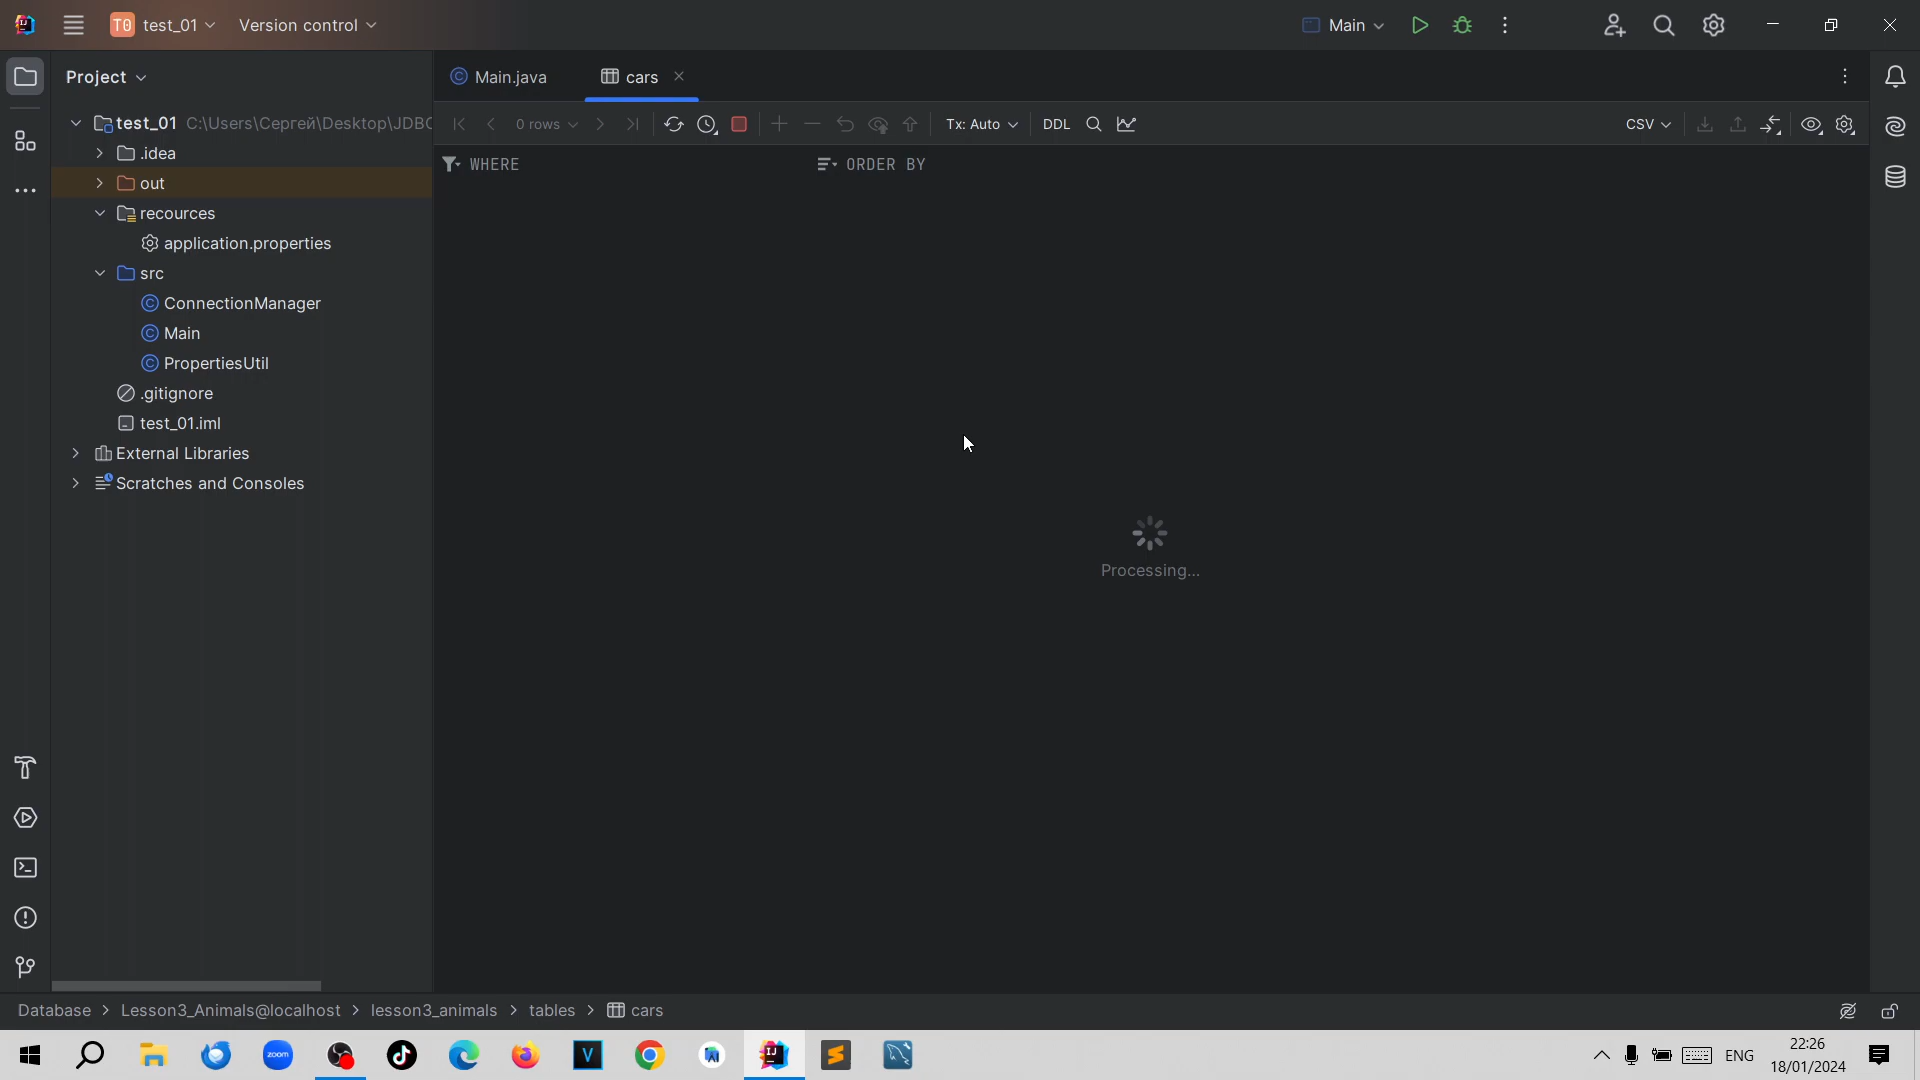 T0 test_01 Version control Main
Project
Main.java cars
test_01 C:\Users\Сергей\Desktop\JDBC
0 rows Tx: Auto DDL CSV
.idea
WHERE ORDER BY
out
recources
application.properties
src
ConnectionManager
Main
PropertiesUtil
.gitignore
test_01.iml
External Libraries
Scratches and Consoles
Processing...
Database > Lesson3_Animals@localhost > lesson3_animals > tables > cars
zoom V IJ ENG 22:26
18/01/2024